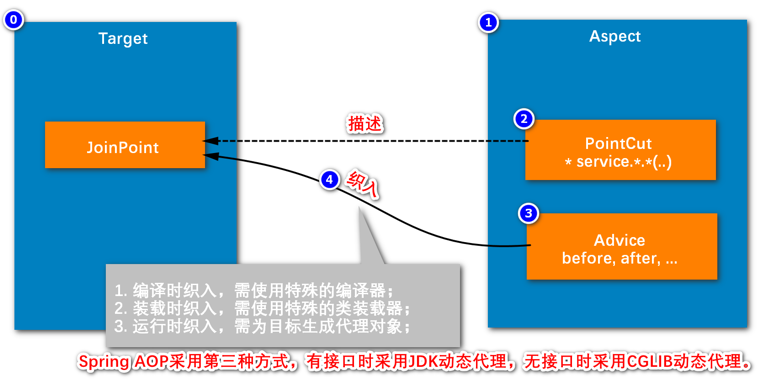 0
Target
JoinPoint
1
Aspect
描述
2
PointCut
* service.*.*(..)
4
织入
3
Advice
before, after, ...
1. 编译时织入，需使用特殊的编译器；
2. 装载时织入，需使用特殊的类装载器；
3. 运行时织入，需为目标生成代理对象；
Spring AOP采用第三种方式，有接口时采用JDK动态代理，无接口时采用CGLIB动态代理。